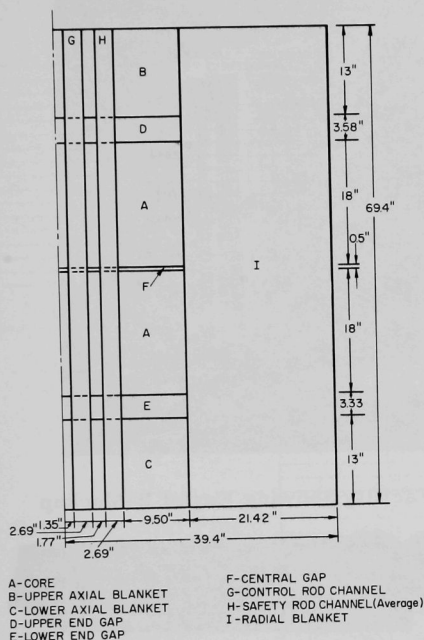 G H
B
13"
D
3.58"
A
18"
69.4"
0.5"
I
F
A
18"
E
3.33
C
13"
2.69" 1.35"
9.50"
21.42"
1.77"
2.69"
39.4"
A-CORE
B-UPPER AXIAL BLANKET
C-LOWER AXIAL BLANKET
D-UPPER END GAP
E-LOWER END GAP
F-CENTRAL GAP
G-CONTROL ROD CHANNEL
H-SAFETY ROD CHANNEL(Average)
I-RADIAL BLANKET